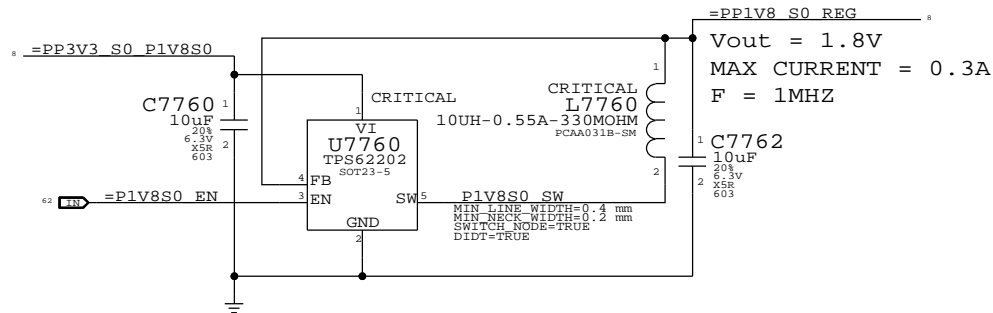 =PP1V8_S0_REG
8
8
=PP3V3_S0_P1V8S0
Vout = 1.8V
MAX CURRENT = 0.3A
F = 1MHZ
C7760
1
10uF
20%
6.3V
X5R
603
2
CRITICAL
1
VI
U7760
TPS62202
SOT23-5
4
FB
3
EN
SW
5
GND
2
1
CRITICAL
L7760
10UH-0.55A-330MOHM
PCAA031B-SM
2
1
C7762
10uF
20%
6.3V
X5R
603
2
62
IN
=P1V8S0_EN
P1V8S0_SW
MIN_LINE_WIDTH=0.4 mm
MIN_NECK_WIDTH=0.2 mm
SWITCH_NODE=TRUE
DIDT=TRUE